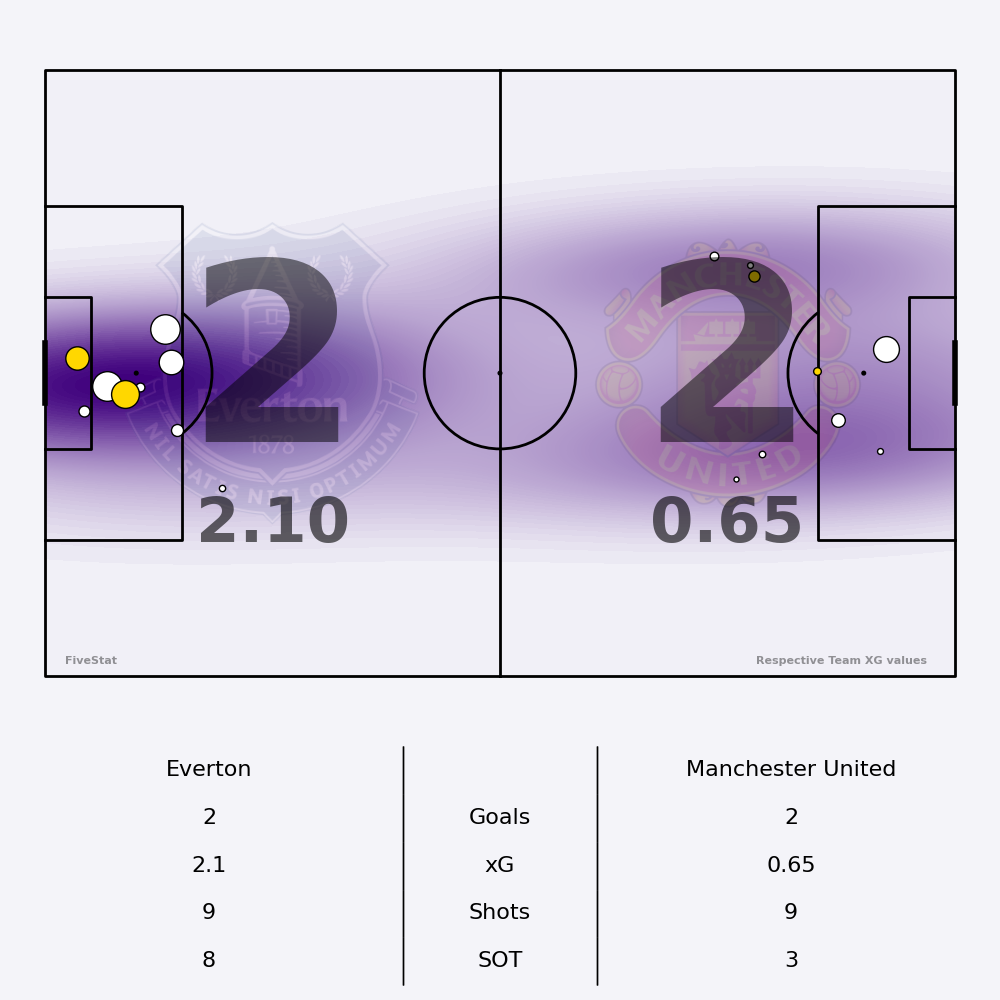 2
2
MANCHESTER
Everton
1878
NIL SATIS NISI OPTIMUM
UNITED
2.10
0.65
FiveStat
Respective Team XG values
Everton
Manchester United
2
Goals
2
2.1
xG
0.65
9
Shots
9
8
SOT
3